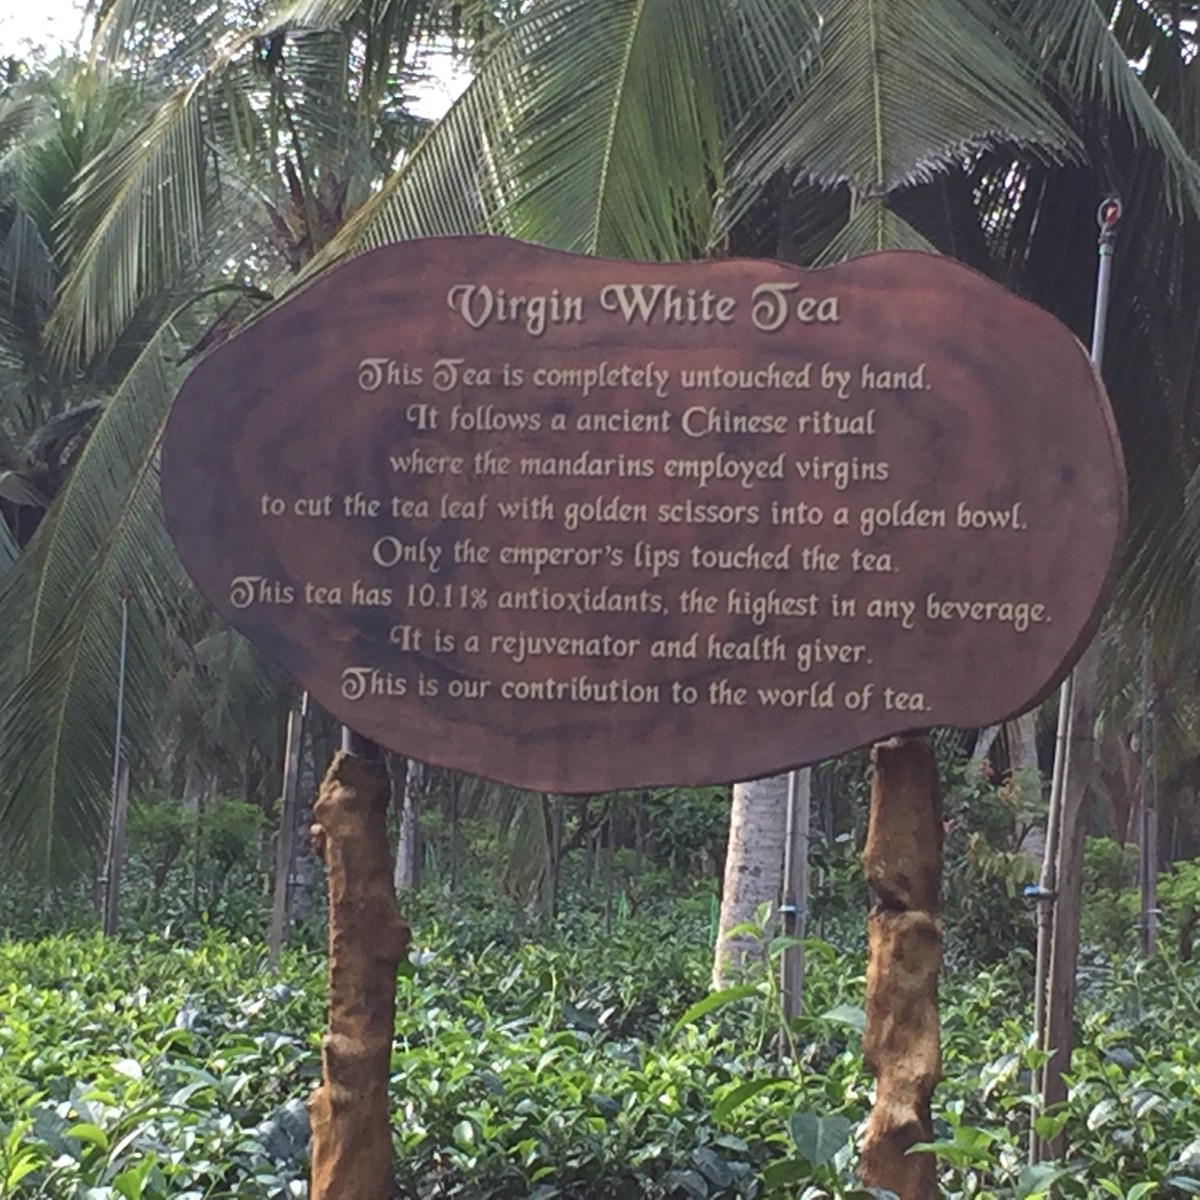 Virgin White Tea
This Tea is completely untouched by hand.
It follows a ancient Chinese ritual
where the mandarins employed virgins
to cut the tea leaf with golden scissors into a golden bowl.
Only the emperor's lips touched the tea.
This tea has 10.11% antioxidants, the highest in any beverage.
It is a rejuvenator and health giver.
This is our contribution to the world of tea.